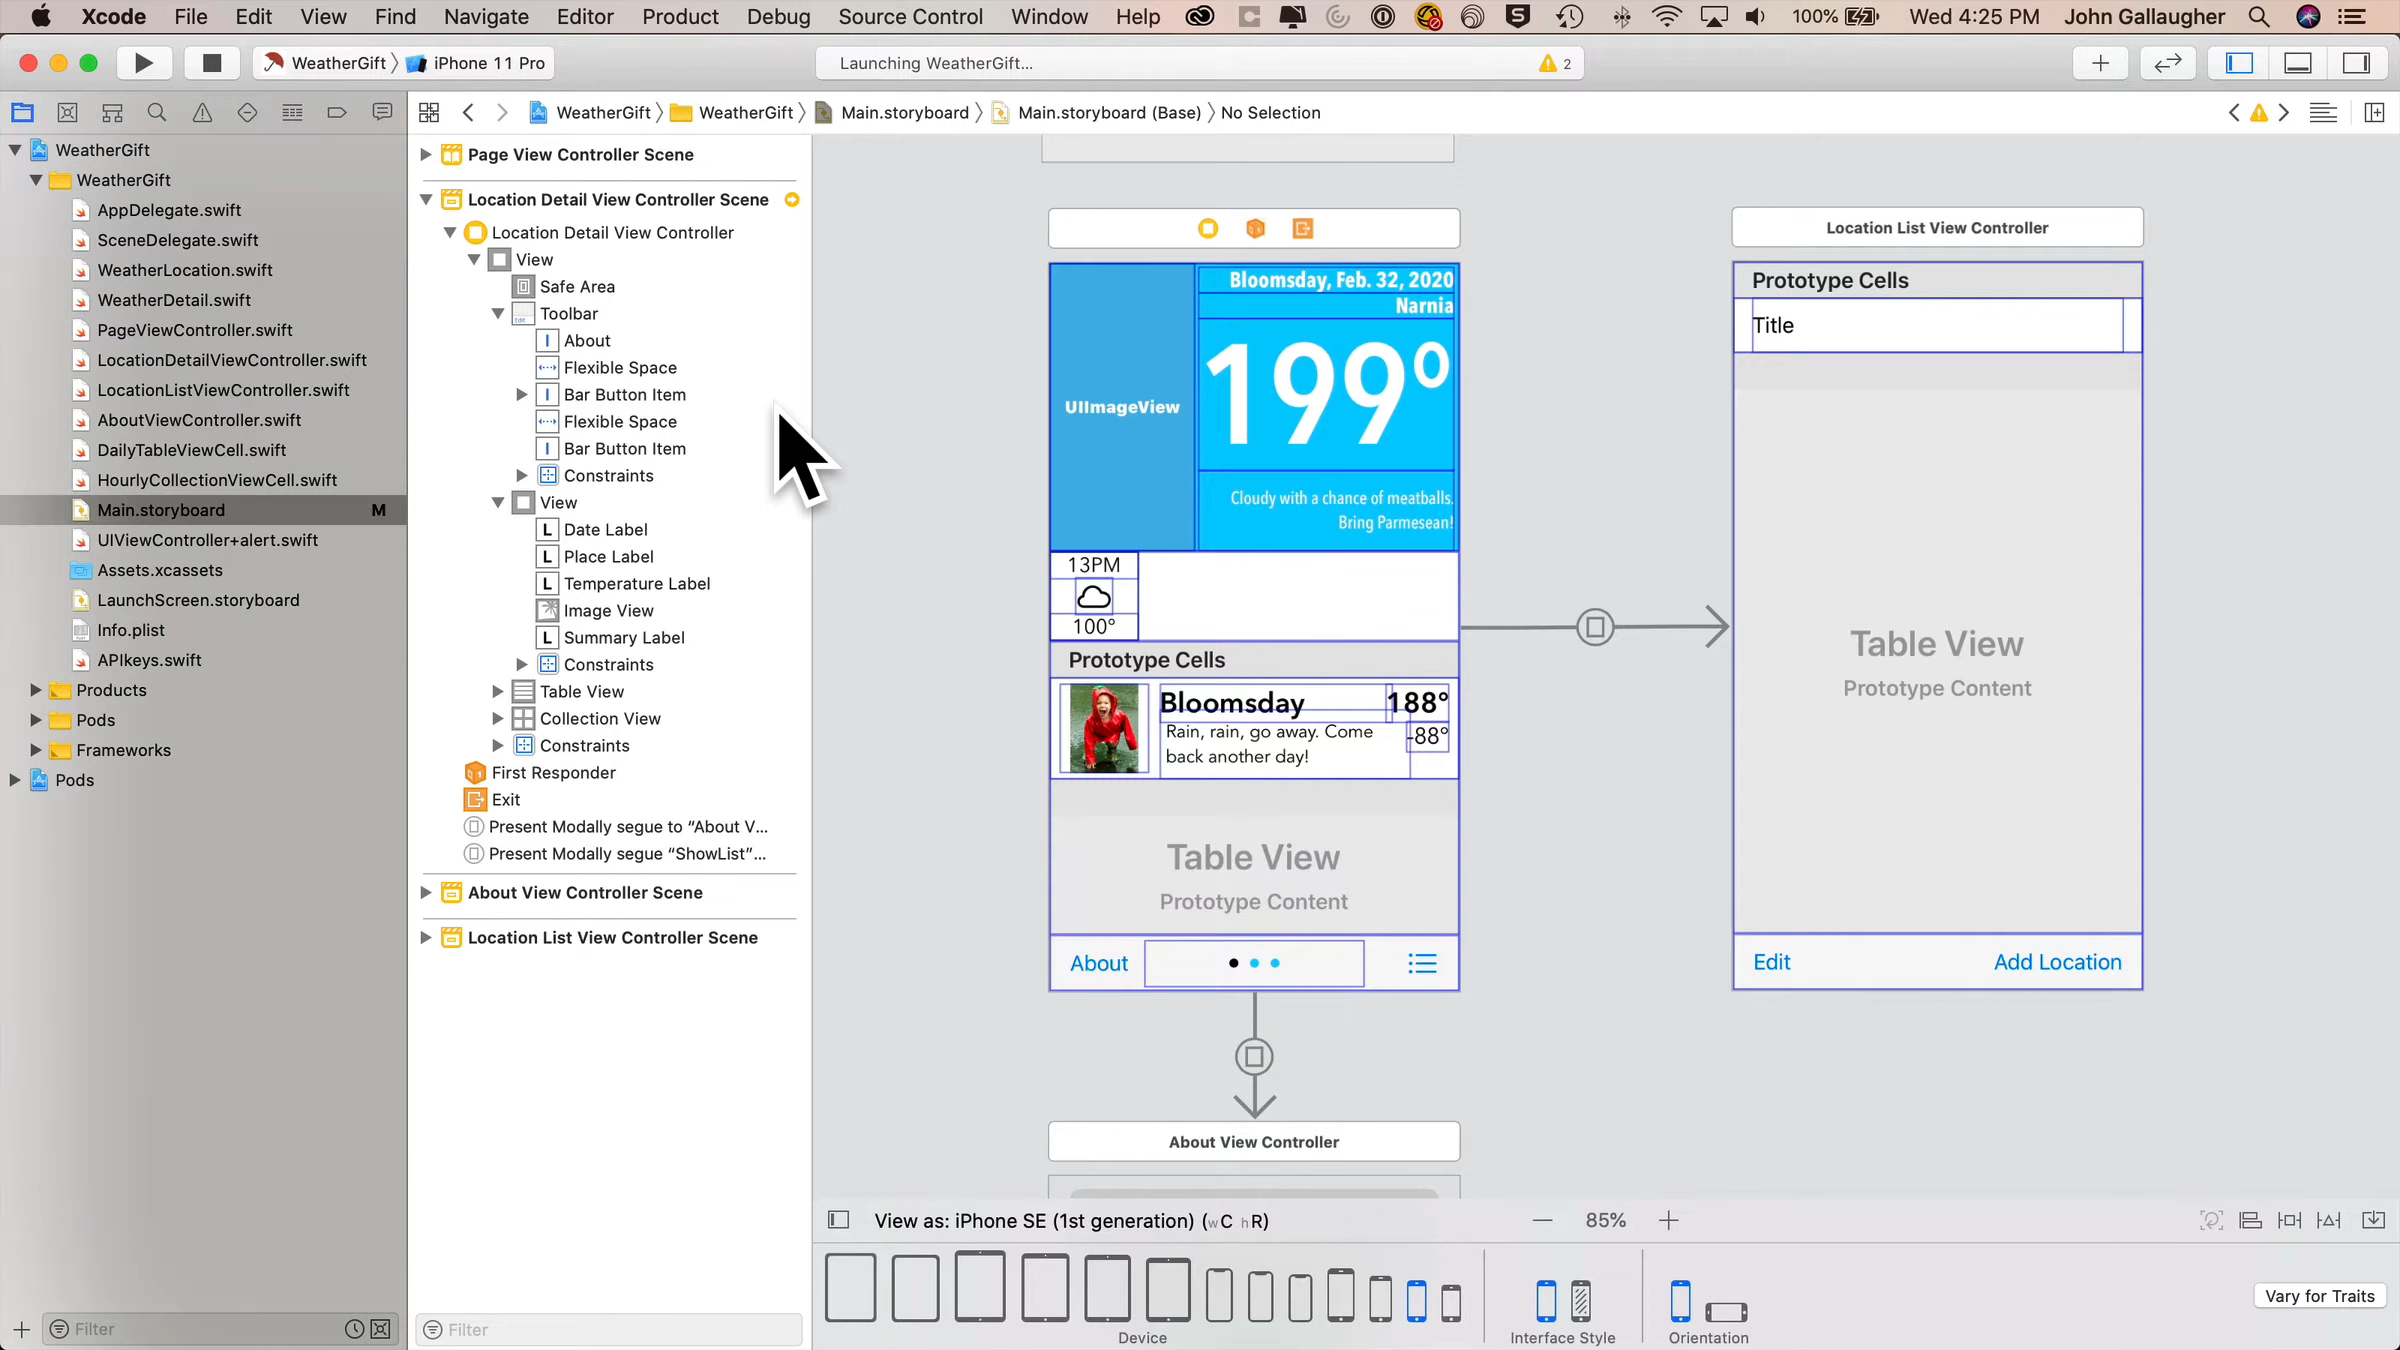 Xcode File Edit View Find Navigate Editor Product Debug Source Control Window Help 100% Wed 4:25 PM John Gallaugher
WeatherGift iPhone 11 Pro
Launching WeatherGift... 2
WeatherGift WeatherGift Main.storyboard Main.storyboard (Base) No Selection
WeatherGift
WeatherGift
AppDelegate.swift
SceneDelegate.swift
WeatherLocation.swift
WeatherDetail.swift
PageViewController.swift
LocationDetailViewController.swift
LocationListViewController.swift
AboutViewController.swift
DailyTableViewCell.swift
HourlyCollectionViewCell.swift
Main.storyboard M
UIViewController+alert.swift
Assets.xcassets
LaunchScreen.storyboard
Info.plist
APIkeys.swift
Products
Pods
Frameworks
Pods
Filter
Page View Controller Scene
Location Detail View Controller Scene
Location Detail View Controller
View
Safe Area
Toolbar
About
Flexible Space
Bar Button Item
Flexible Space
Bar Button Item
Constraints
View
L Date Label
L Place Label
L Temperature Label
Image View
L Summary Label
Constraints
Table View
Collection View
Constraints
First Responder
Exit
Present Modally segue to “About V...
Present Modally segue “ShowList”...
About View Controller Scene
Location List View Controller Scene
Filter
UIImageView
Bloomsday, Feb. 32, 2020
Narnia
199°
Cloudy with a chance of meatballs.
Bring Parmesean!
13PM
100°
Prototype Cells
Bloomsday 188°
Rain, rain, go away. Come
back another day!
-88°
Table View
Prototype Content
About
About View Controller
Location List View Controller
Prototype Cells
Title
Table View
Prototype Content
Edit Add Location
View as: iPhone SE (1st generation) (wC hR)
85%
Device
Interface Style
Orientation
Vary for Traits